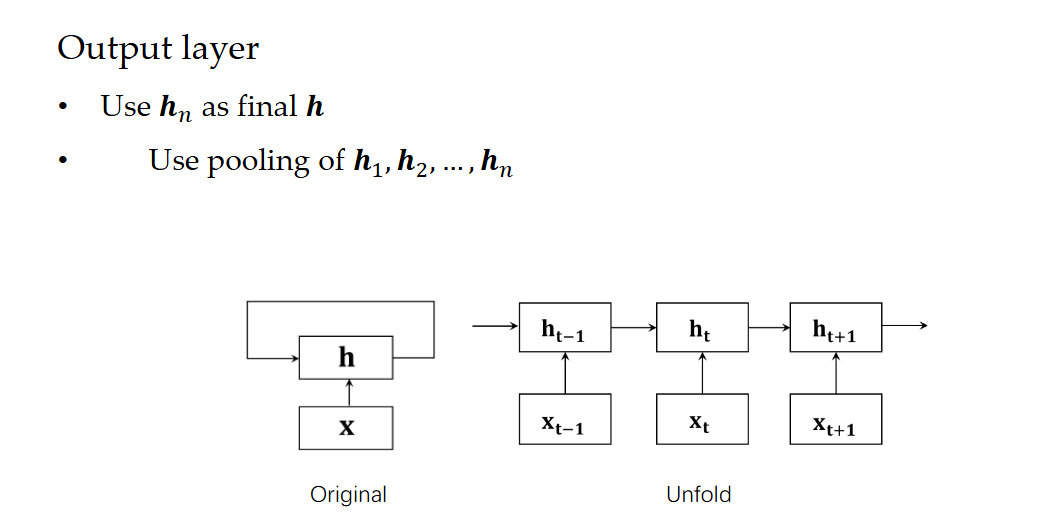 Output layer
• Use 𝒉ₙ as final 𝒉
• Use pooling of 𝒉₁, 𝒉₂, … , 𝒉ₙ
h
x
hₜ₋₁ hₜ hₜ₊₁
xₜ₋₁ xₜ xₜ₊₁
Original Unfold